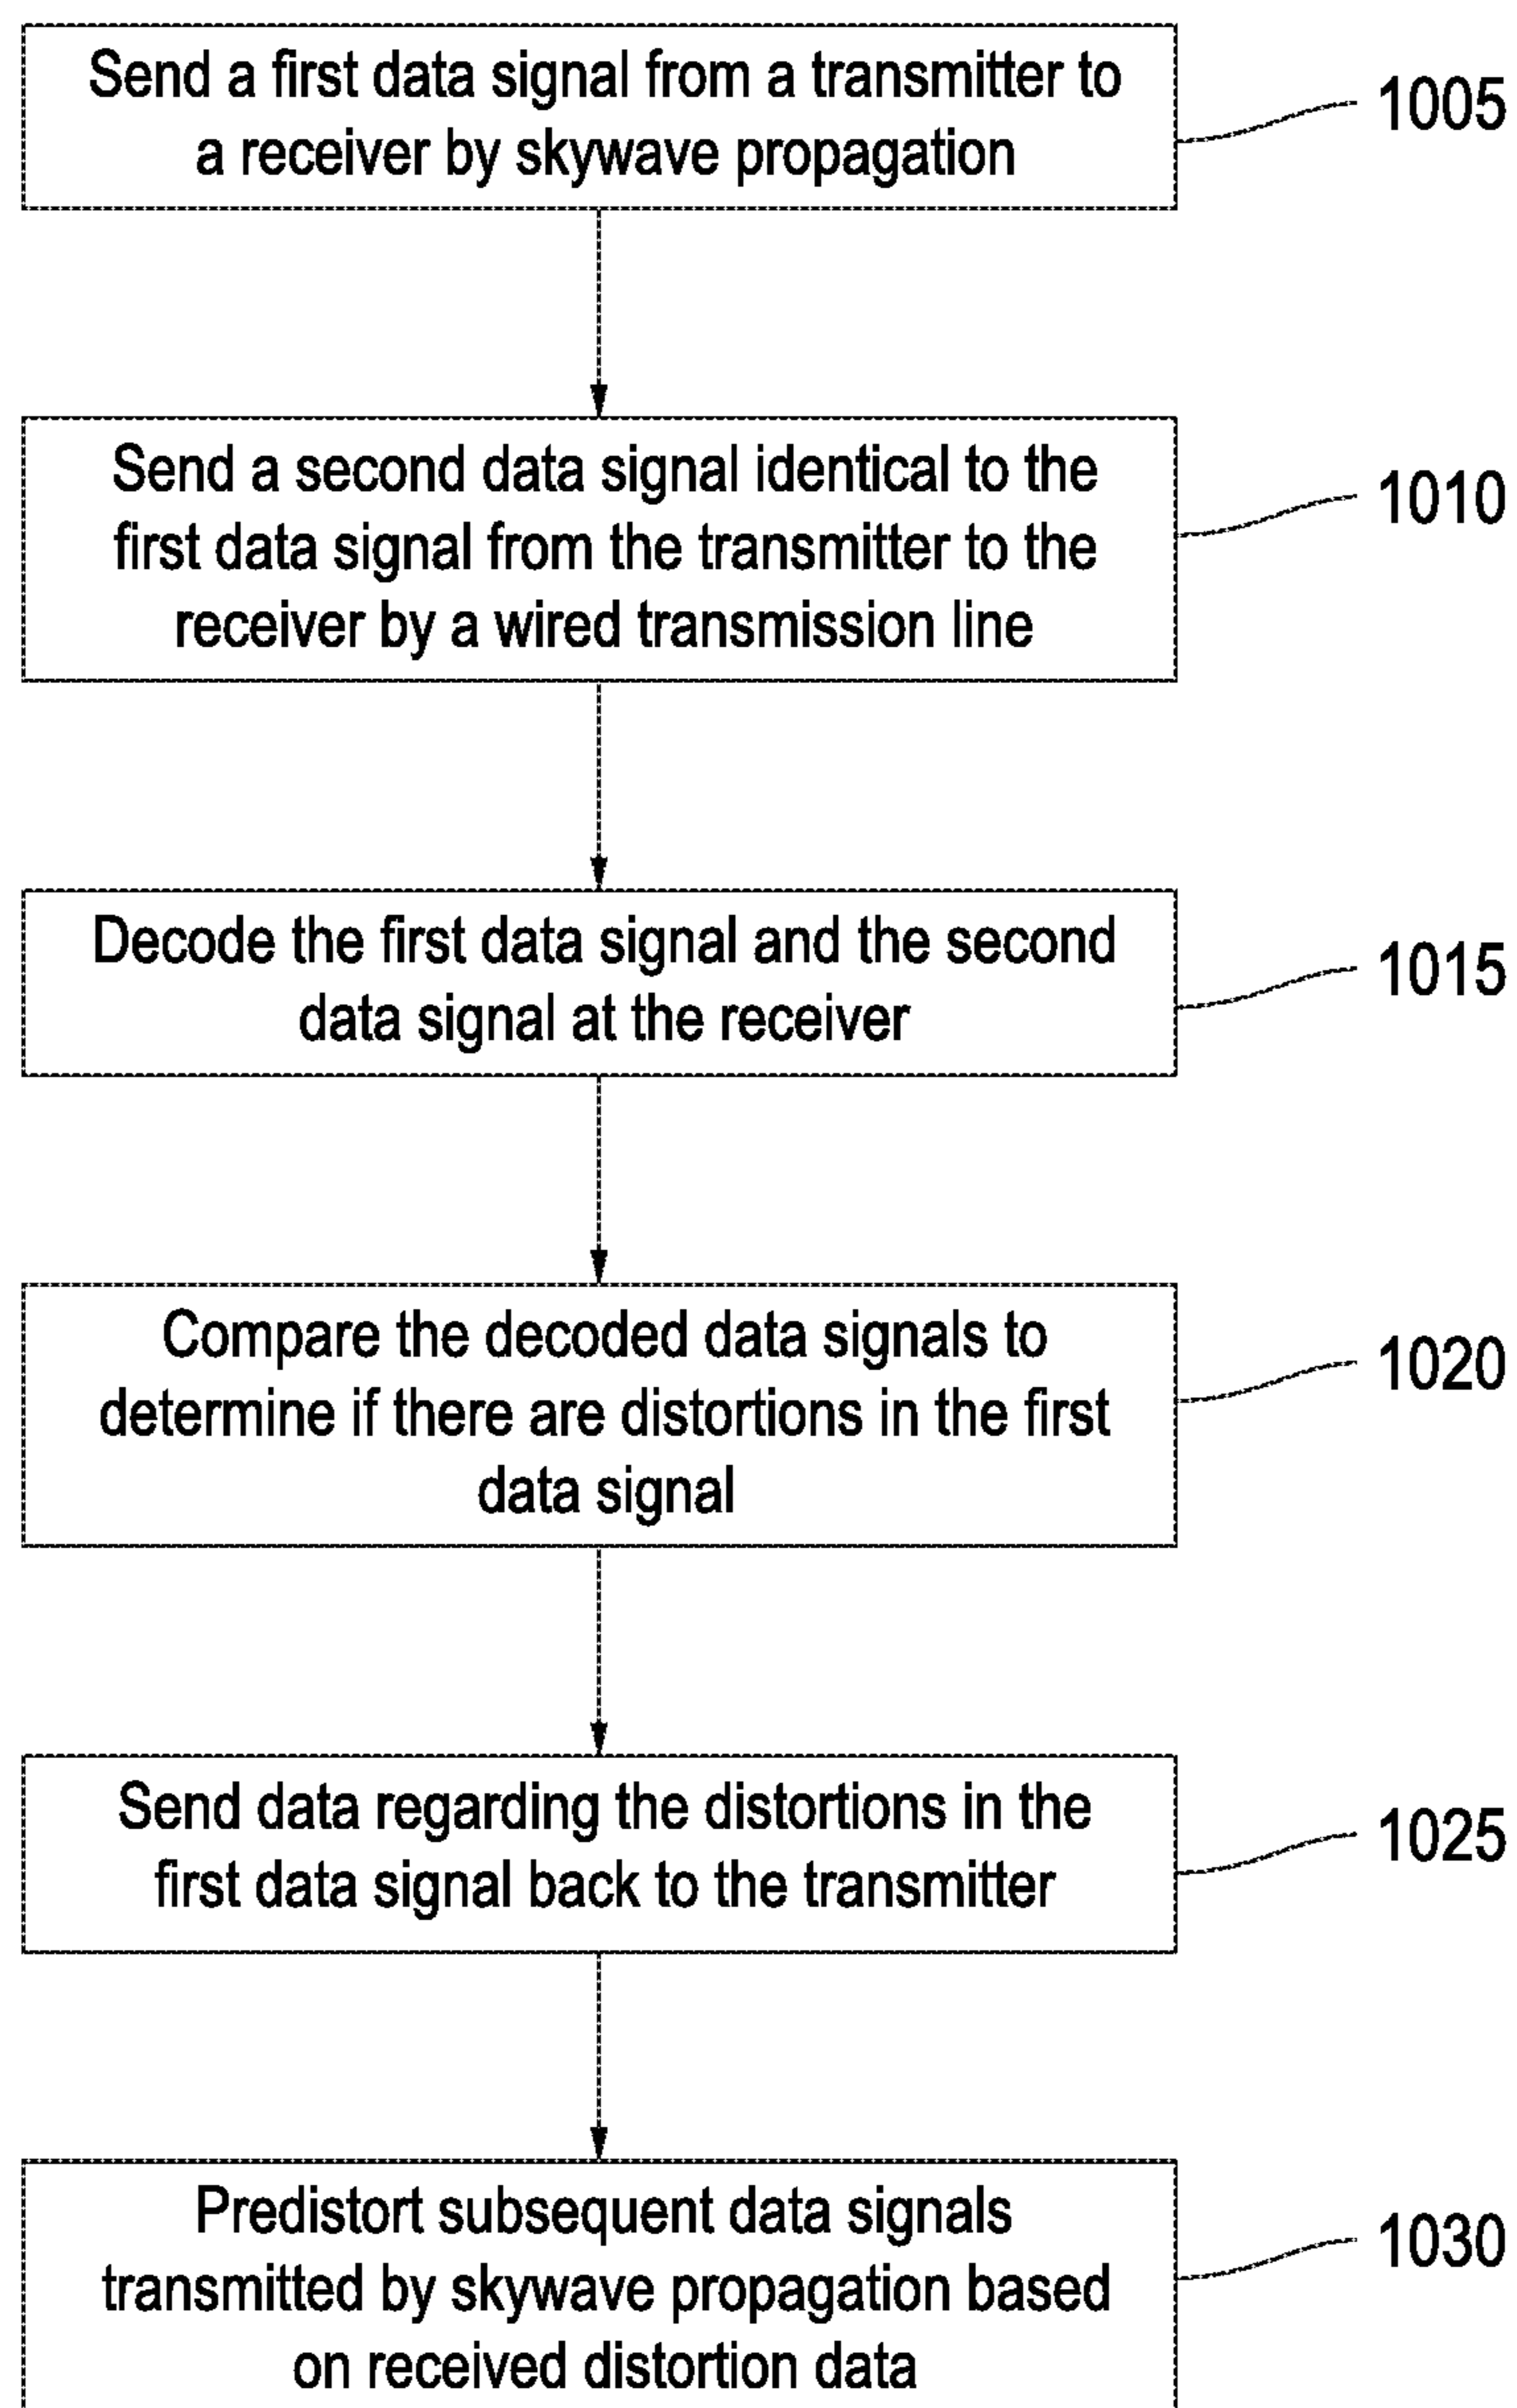 Send a first data signal from a transmitter to
a receiver by skywave propagation
1005
Send a second data signal identical to the
first data signal from the transmitter to the
receiver by a wired transmission line
1010
Decode the first data signal and the second
data signal at the receiver
1015
Compare the decoded data signals to
determine if there are distortions in the first
data signal
1020
Send data regarding the distortions in the
first data signal back to the transmitter
1025
Predistort subsequent data signals
transmitted by skywave propagation based
on received distortion data
1030